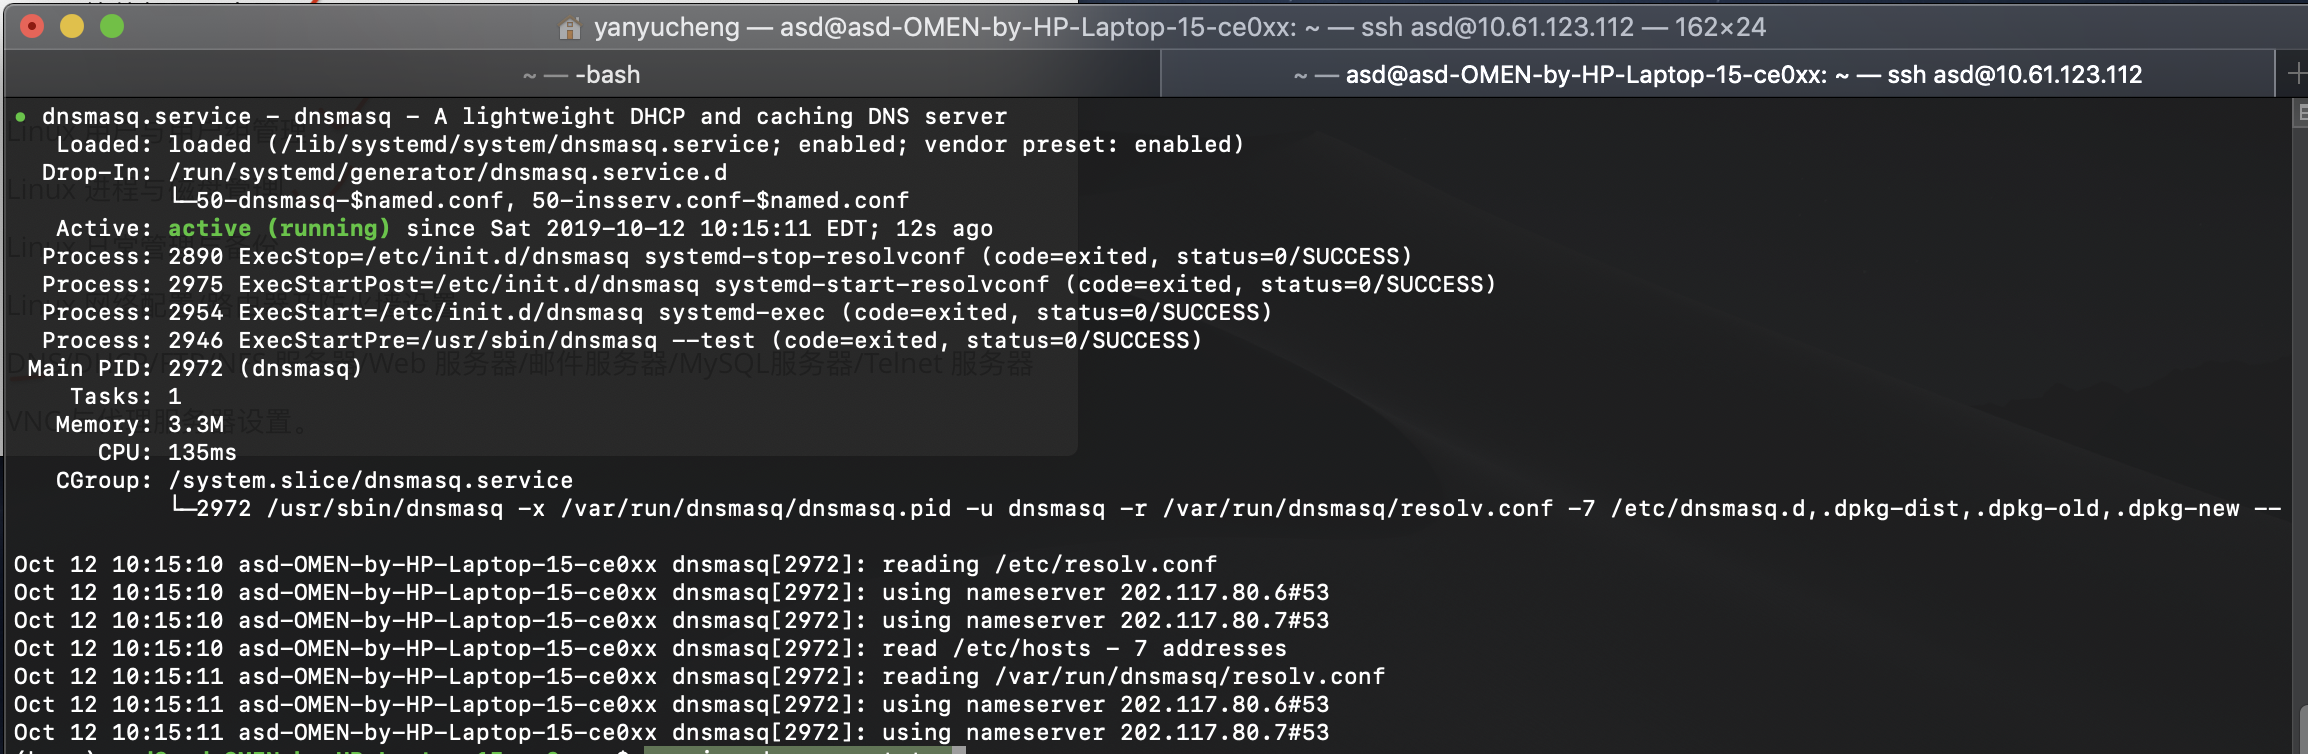 yanyucheng — asd@asd-OMEN-by-HP-Laptop-15-ce0xx: ~ — ssh asd@10.61.123.112 — 162×24
~ — -bash
~ — asd@asd-OMEN-by-HP-Laptop-15-ce0xx: ~ — ssh asd@10.61.123.112
● dnsmasq.service - dnsmasq - A lightweight DHCP and caching DNS server
Loaded: loaded (/lib/systemd/system/dnsmasq.service; enabled; vendor preset: enabled)
Drop-In: /run/systemd/generator/dnsmasq.service.d
└─50-dnsmasq-$named.conf, 50-insserv.conf-$named.conf
Active: active (running) since Sat 2019-10-12 10:15:11 EDT; 12s ago
Process: 2890 ExecStop=/etc/init.d/dnsmasq systemd-stop-resolvconf (code=exited, status=0/SUCCESS)
Process: 2975 ExecStartPost=/etc/init.d/dnsmasq systemd-start-resolvconf (code=exited, status=0/SUCCESS)
Process: 2954 ExecStart=/etc/init.d/dnsmasq systemd-exec (code=exited, status=0/SUCCESS)
Process: 2946 ExecStartPre=/usr/sbin/dnsmasq --test (code=exited, status=0/SUCCESS)
Main PID: 2972 (dnsmasq)
Tasks: 1
Memory: 3.3M
CPU: 135ms
CGroup: /system.slice/dnsmasq.service
└─2972 /usr/sbin/dnsmasq -x /var/run/dnsmasq/dnsmasq.pid -u dnsmasq -r /var/run/dnsmasq/resolv.conf -7 /etc/dnsmasq.d,.dpkg-dist,.dpkg-old,.dpkg-new --
Oct 12 10:15:10 asd-OMEN-by-HP-Laptop-15-ce0xx dnsmasq[2972]: reading /etc/resolv.conf
Oct 12 10:15:10 asd-OMEN-by-HP-Laptop-15-ce0xx dnsmasq[2972]: using nameserver 202.117.80.6#53
Oct 12 10:15:10 asd-OMEN-by-HP-Laptop-15-ce0xx dnsmasq[2972]: using nameserver 202.117.80.7#53
Oct 12 10:15:10 asd-OMEN-by-HP-Laptop-15-ce0xx dnsmasq[2972]: read /etc/hosts - 7 addresses
Oct 12 10:15:11 asd-OMEN-by-HP-Laptop-15-ce0xx dnsmasq[2972]: reading /var/run/dnsmasq/resolv.conf
Oct 12 10:15:11 asd-OMEN-by-HP-Laptop-15-ce0xx dnsmasq[2972]: using nameserver 202.117.80.6#53
Oct 12 10:15:11 asd-OMEN-by-HP-Laptop-15-ce0xx dnsmasq[2972]: using nameserver 202.117.80.7#53